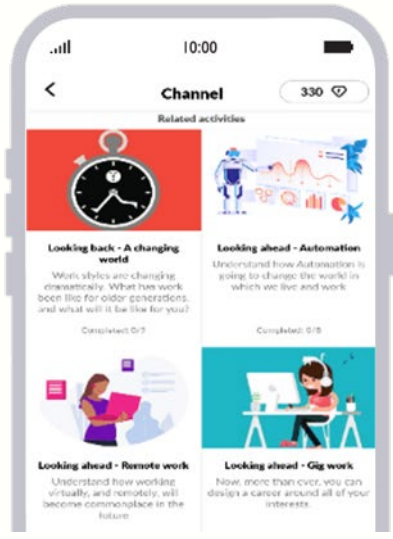 10:00
Channel
330
Related activities
Looking back - A changing
world
Work styles are changing
dramatically. What has work
been like for older generations,
and what will it be like for you?
Completed: 0/7
Looking ahead - Automation
Understand how Automation is
going to change the world in
which we live and work
Completed: 0/8
Looking ahead - Remote work
Understand how working
virtually, and remotely, will
become commonplace in the
future
Looking ahead - Gig work
Now, more than ever, you can
design a career around all of your
interests.